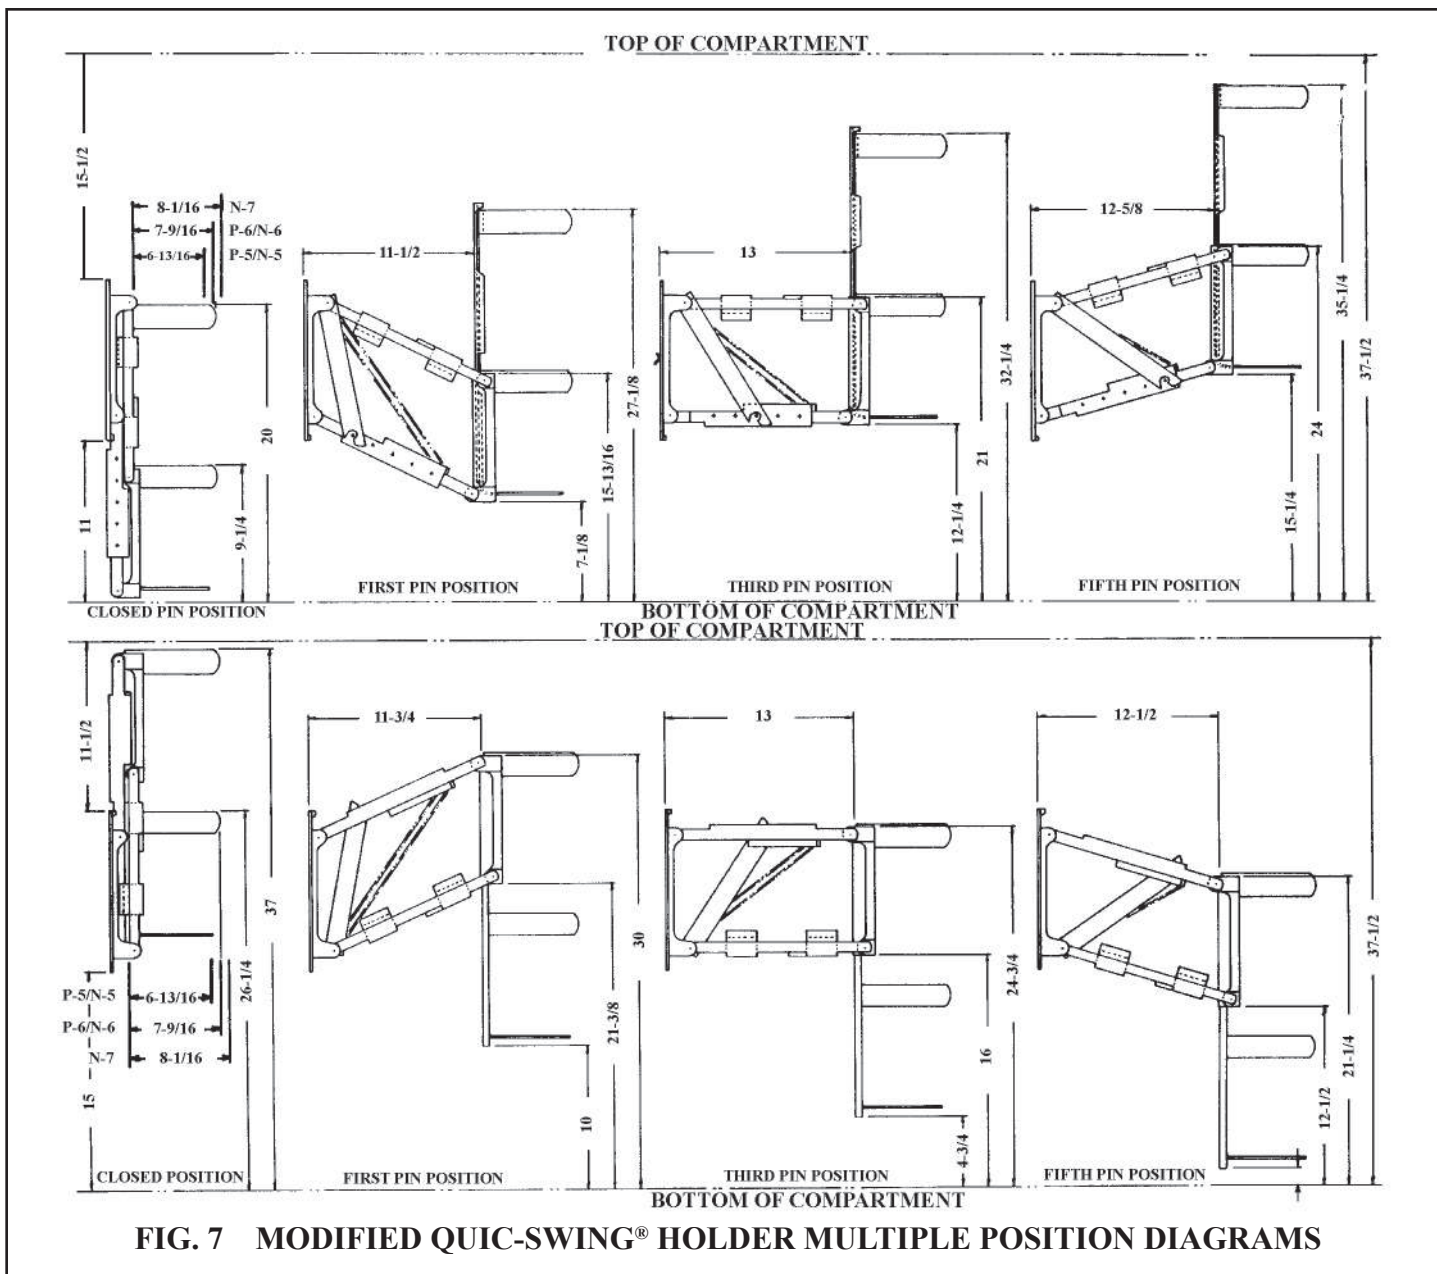 TOP OF COMPARTMENT
15-1/2
8-1/16 N-7
7-9/16 P-6/N-6
6-13/16 P-5/N-5
11
9-1/4
20
CLOSED PIN POSITION
11-1/2
7-1/8
15-13/16
27-1/8
FIRST PIN POSITION
13
12-1/4
21
32-1/4
THIRD PIN POSITION
12-5/8
15-1/4
24
35-1/4
37-1/2
FIFTH PIN POSITION
BOTTOM OF COMPARTMENT
TOP OF COMPARTMENT
11-1/2
P-5/N-5 6-13/16
P-6/N-6 7-9/16
N-7 8-1/16
15
26-1/4
37
CLOSED POSITION
11-3/4
10
21-3/8
30
FIRST PIN POSITION
13
4-3/4
16
24-3/4
THIRD PIN POSITION
12-1/2
12-1/2
21-1/4
37-1/2
FIFTH PIN POSITION
BOTTOM OF COMPARTMENT
FIG. 7 MODIFIED QUIC-SWING® HOLDER MULTIPLE POSITION DIAGRAMS